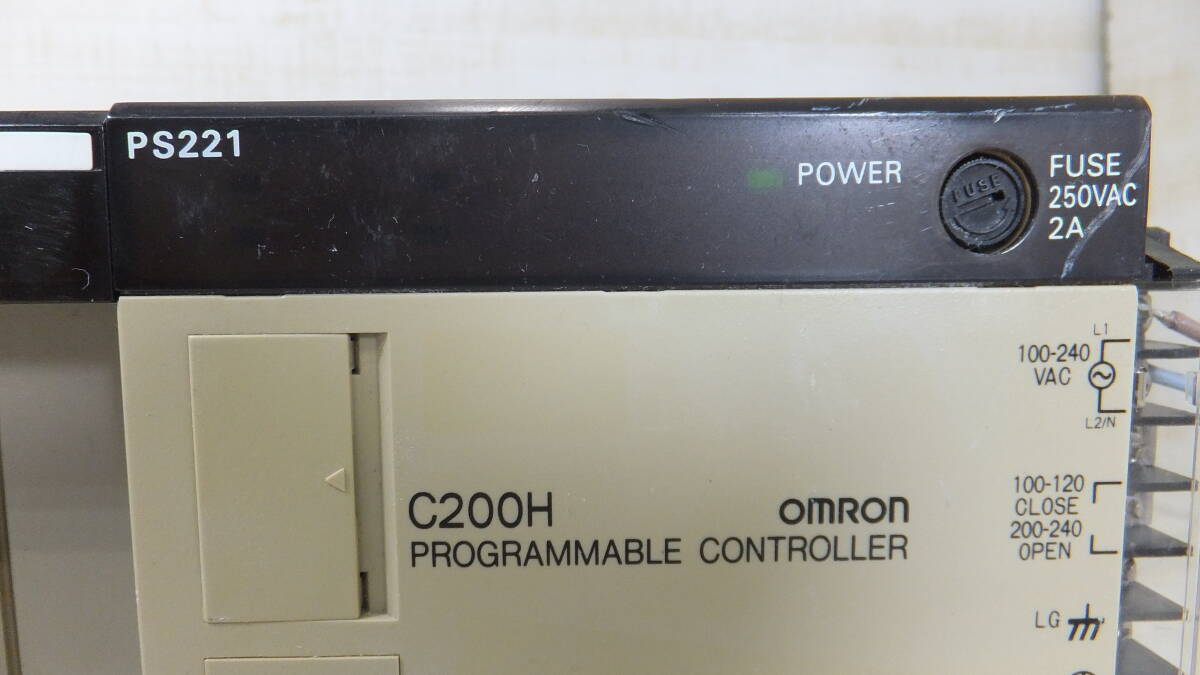 PS221
POWER
FUSE
FUSE
250VAC
2A
L1
100-240
VAC
L2/N
C200H
OMRON
PROGRAMMABLE CONTROLLER
100-120
CLOSE
200-240
OPEN
LG